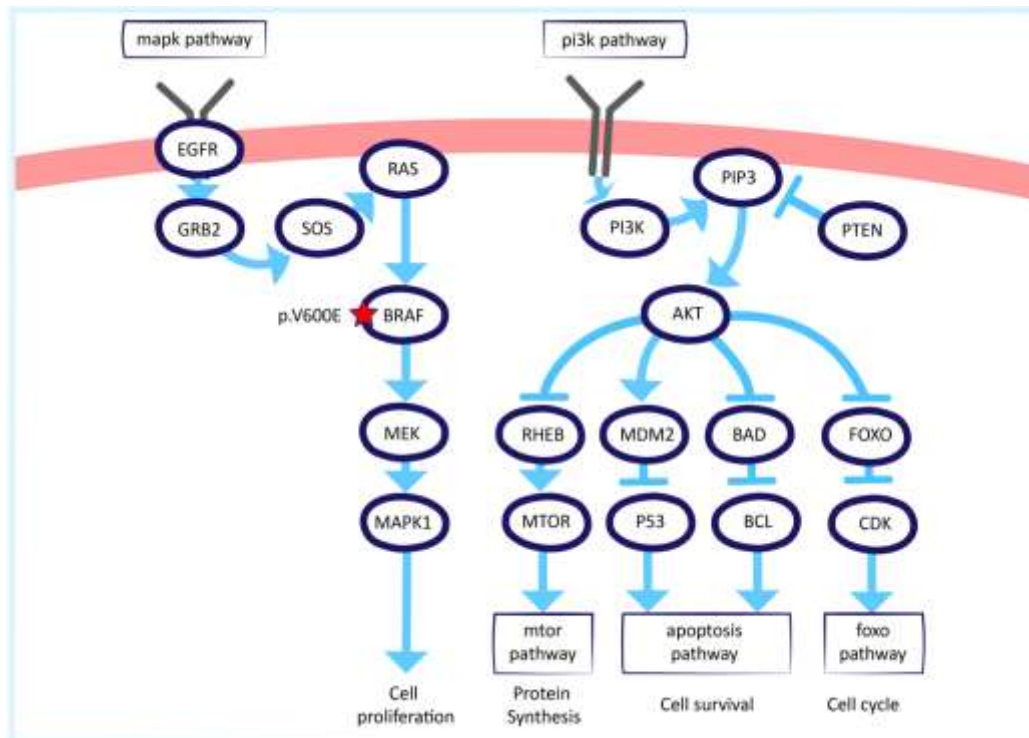 mapk pathway
pi3k pathway
EGFR
RAS
PIP3
GRB2
SOS
PI3K
PTEN
p.V600E
BRAF
AKT
MEK
RHEB
MDM2
BAD
FOXO
MAPK1
MTOR
P53
BCL
CDK
mtor
pathway
apoptosis
pathway
foxo
pathway
Cell
proliferation
Protein
Synthesis
Cell survival
Cell cycle